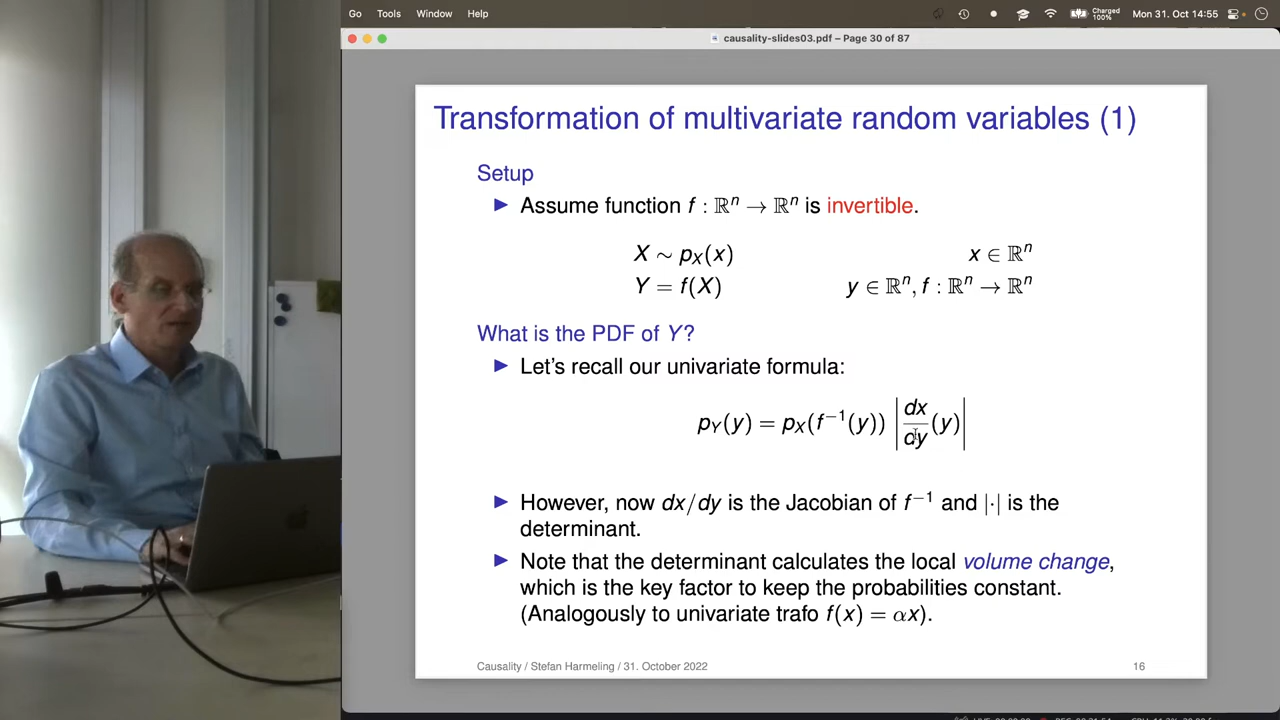 Go Tools Window Help
Charged 100% Mon 31. Oct 14:55
causality-slides03.pdf – Page 30 of 87
Transformation of multivariate random variables (1)
Setup
▶ Assume function f : ℝⁿ → ℝⁿ is invertible.
X ∼ p_X(x) x ∈ ℝⁿ
Y = f(X) y ∈ ℝⁿ, f : ℝⁿ → ℝⁿ
What is the PDF of Y?
▶ Let's recall our univariate formula:
p_Y(y) = p_X(f⁻¹(y)) |dx/dy (y)|
▶ However, now dx/dy is the Jacobian of f⁻¹ and |·| is the
determinant.
▶ Note that the determinant calculates the local volume change,
which is the key factor to keep the probabilities constant.
(Analogously to univariate trafo f(x) = αx).
Causality / Stefan Harmeling / 31. October 2022 16